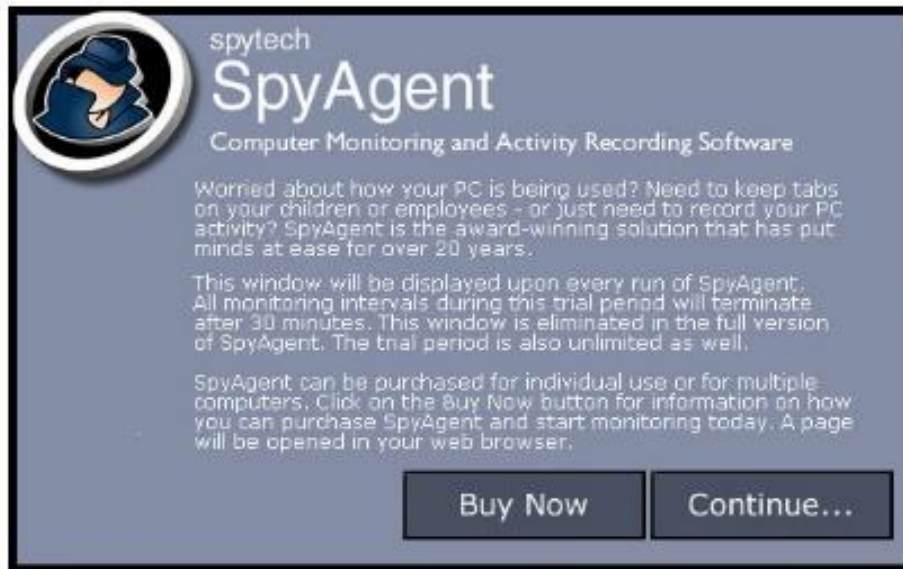 spytech
SpyAgent
Computer Monitoring and Activity Recording Software
Worried about how your PC is being used? Need to keep tabs
on your children or employees - or just need to record your PC
activity? SpyAgent is the award-winning solution that has put
minds at ease for over 20 years.
This window will be displayed upon every run of SpyAgent.
All monitoring intervals during this trial period will terminate
after 30 minutes. This window is eliminated in the full version
of SpyAgent. The trial period is also unlimited as well.
SpyAgent can be purchased for individual use or for multiple
computers. Click on the Buy Now button for information on how
you can purchase SpyAgent and start monitoring today. A page
will be opened in your web browser.
Buy Now
Continue...